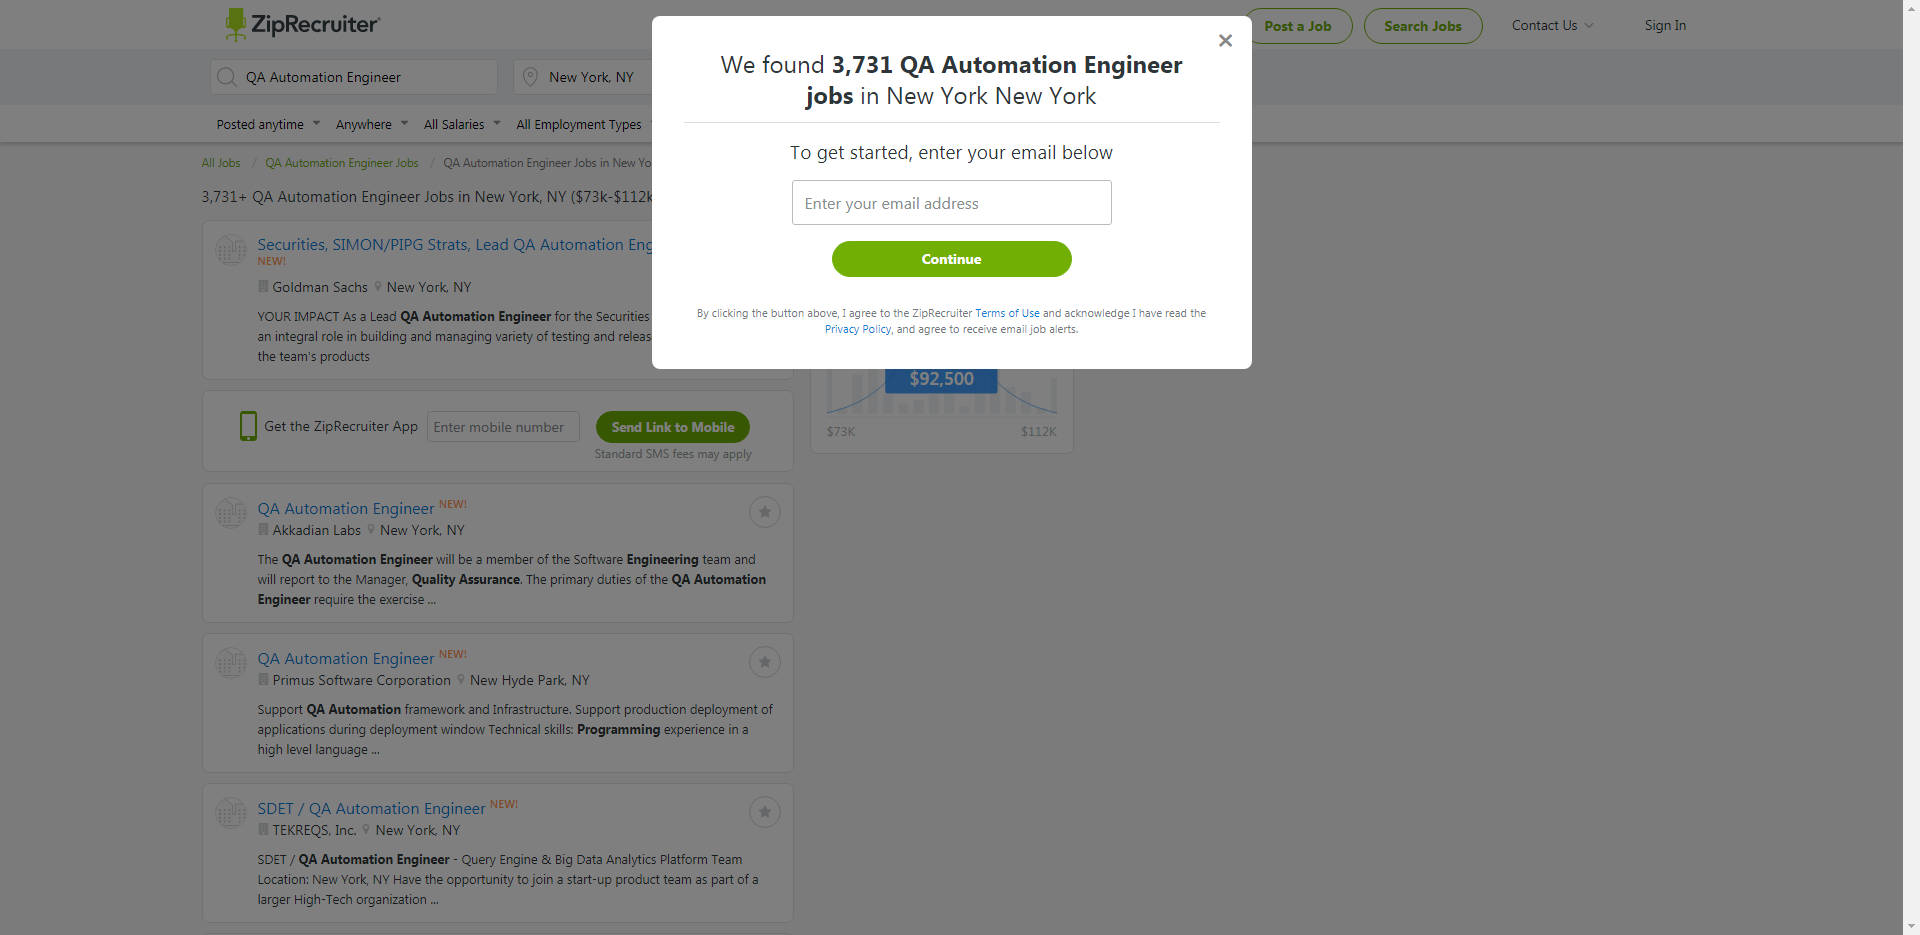 ZipRecruiter
Post a Job
Search Jobs
Contact Us
Sign In
QA Automation Engineer
New York, NY
Posted anytime
Anywhere
All Salaries
All Employment Types
All Jobs / QA Automation Engineer Jobs / QA Automation Engineer Jobs in New Yo
3,731+ QA Automation Engineer Jobs in New York, NY ($73k-$112k
We found 3,731 QA Automation Engineer
jobs in New York New York
To get started, enter your email below
Enter your email address
Continue
By clicking the button above, I agree to the ZipRecruiter Terms of Use and acknowledge I have read the
Privacy Policy, and agree to receive email job alerts.
Securities, SIMON/PIPG Strats, Lead QA Automation Eng
NEW!
Goldman Sachs New York, NY
YOUR IMPACT As a Lead QA Automation Engineer for the Securities
an integral role in building and managing variety of testing and releas
the team's products
$92,500
$73K
$112K
Get the ZipRecruiter App
Enter mobile number
Send Link to Mobile
Standard SMS fees may apply
QA Automation Engineer NEW!
Akkadian Labs New York, NY
The QA Automation Engineer will be a member of the Software Engineering team and
will report to the Manager, Quality Assurance. The primary duties of the QA Automation
Engineer require the exercise ...
QA Automation Engineer NEW!
Primus Software Corporation New Hyde Park, NY
Support QA Automation framework and Infrastructure. Support production deployment of
applications during deployment window Technical skills: Programming experience in a
high level language ...
SDET / QA Automation Engineer NEW!
TEKREQS, Inc. New York, NY
SDET / QA Automation Engineer - Query Engine & Big Data Analytics Platform Team
Location: New York, NY Have the opportunity to join a start-up product team as part of a
larger High-Tech organization ...